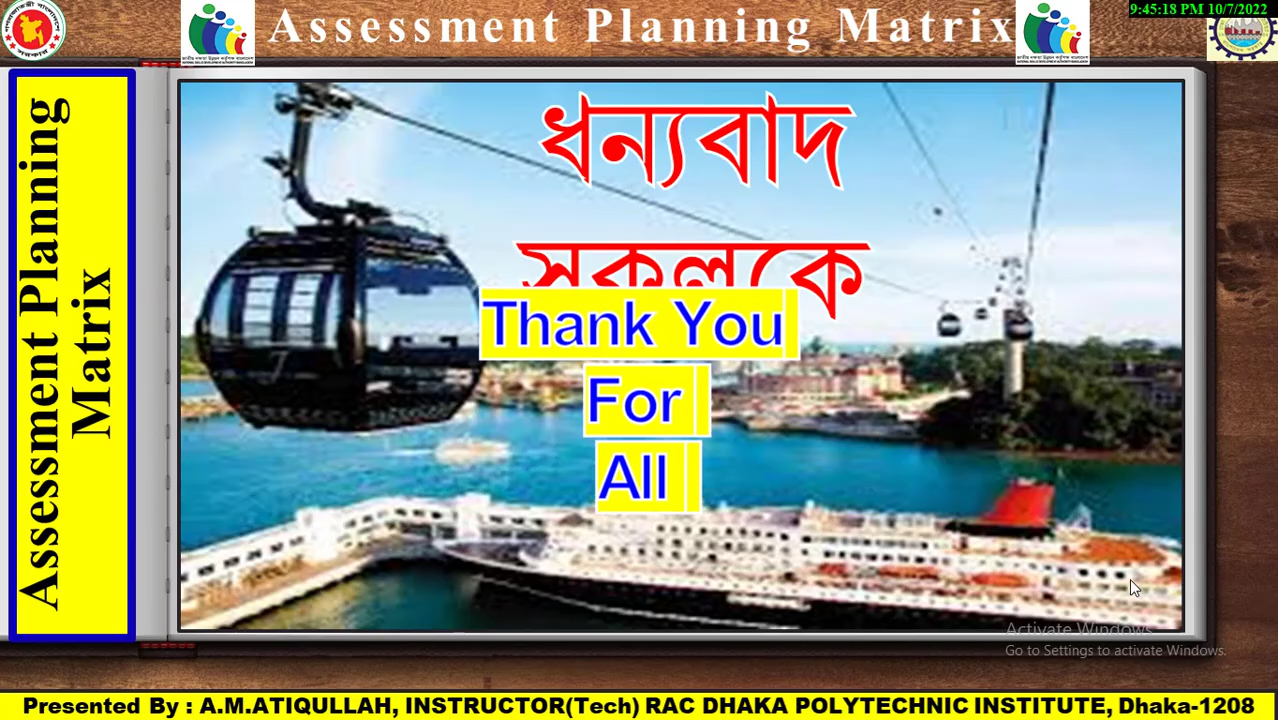 Assessment Planning Matrix
9:45:18 PM 10/7/2022
Assessment Planning
Matrix
ধন্যবাদ
সকলকে
Thank You
For
All
Activate Windows
Go to Settings to activate Windows.
Presented By : A.M.ATIQULLAH, INSTRUCTOR(Tech) RAC DHAKA POLYTECHNIC INSTITUTE, Dhaka-1208